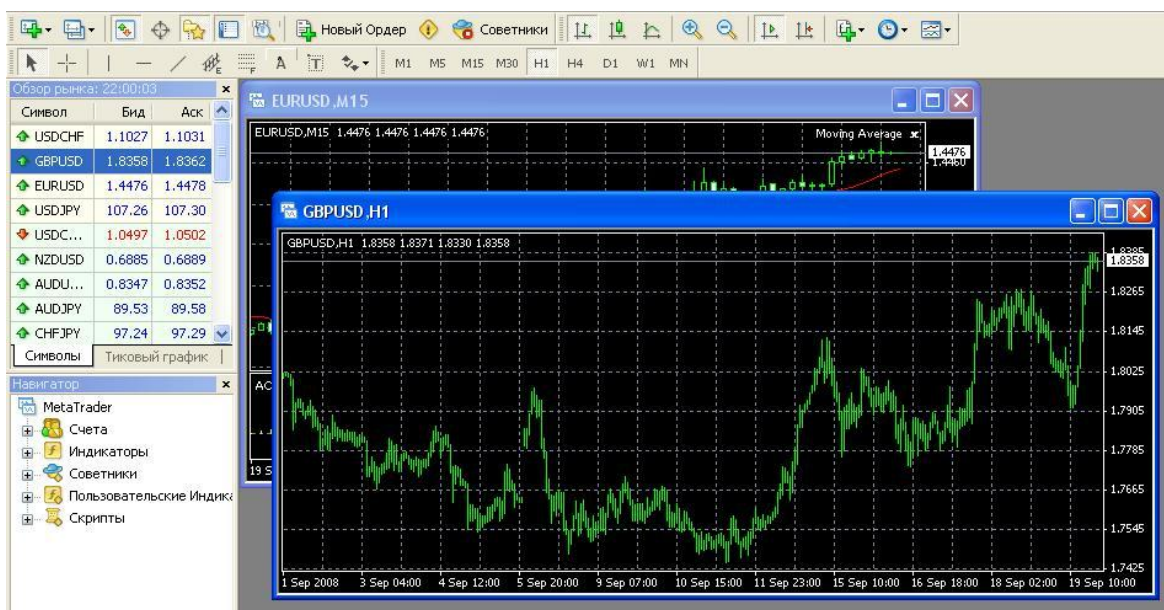 Новый Ордер Советники
A T M1 M5 M15 M30 H1 H4 D1 W1 MN
Обзор рынка: 22:00:03
Символ Бид Аск
USDCHF 1.1027 1.1031
GBPUSD 1.8358 1.8362
EURUSD 1.4476 1.4478
USDJPY 107.26 107.30
USDC... 1.0497 1.0502
NZDUSD 0.6885 0.6889
AUDU... 0.8347 0.8352
AUDJPY 89.53 89.58
CHFJPY 97.24 97.29
Символы Тиковый график
Навигатор
MetaTrader
Счета
Индикаторы
Советники
Пользовательские Индика
Скрипты
EURUSD,M15
EURUSD,M15 1.4476 1.4476 1.4476 1.4476
Moving Average
1.4476
1.4460
AC
19 S
GBPUSD,H1
GBPUSD,H1 1.8358 1.8371 1.8330 1.8358
1.8385
1.8358
1.8265
1.8145
1.8025
1.7905
1.7785
1.7665
1.7545
1.7425
1 Sep 2008 3 Sep 04:00 4 Sep 12:00 5 Sep 20:00 9 Sep 07:00 10 Sep 15:00 11 Sep 23:00 15 Sep 10:00 16 Sep 18:00 18 Sep 02:00 19 Sep 10:00